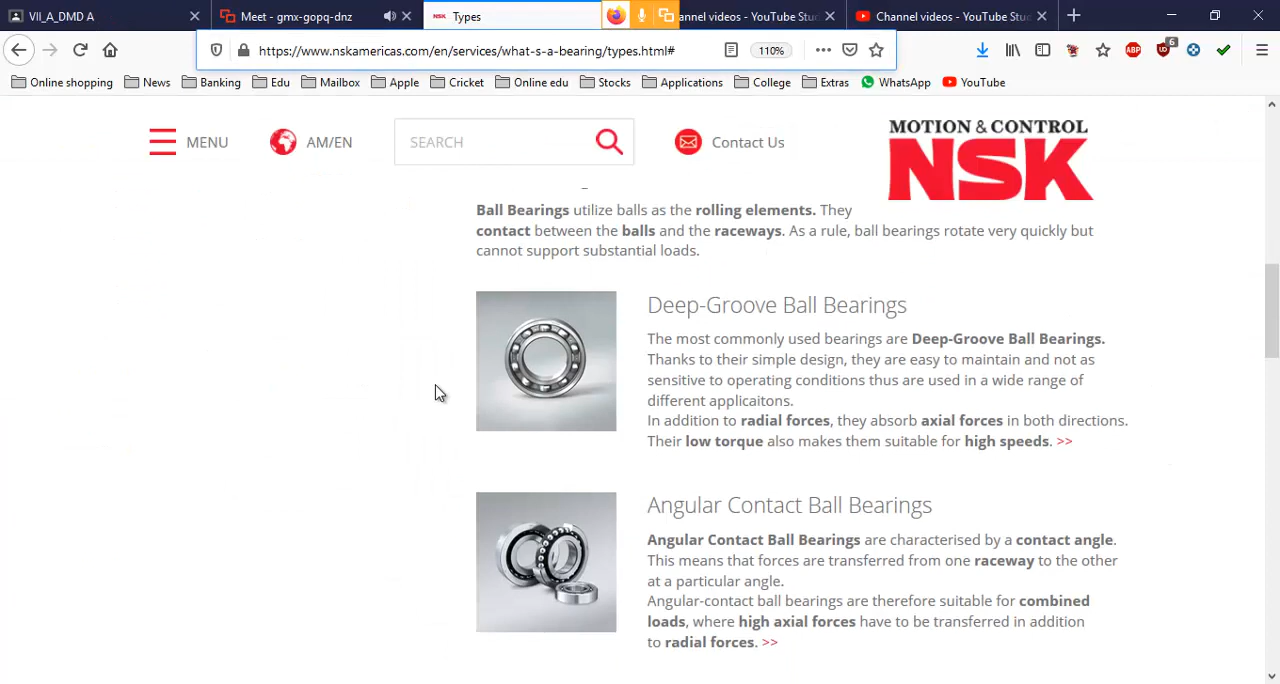 VII_A_DMD A
Meet - gmx-gopq-dnz
NSK Types
annel videos - YouTube Stu
Channel videos - YouTube Stu
https://www.nskamericas.com/en/services/what-s-a-bearing/types.html#
110%
ABP
6
Online shopping
News
Banking
Edu
Mailbox
Apple
Cricket
Online edu
Stocks
Applications
College
Extras
WhatsApp
YouTube
MENU
AM/EN
SEARCH
Contact Us
MOTION & CONTROL
NSK
Ball Bearings utilize balls as the rolling elements. They
contact between the balls and the raceways. As a rule, ball bearings rotate very quickly but
cannot support substantial loads.
Deep-Groove Ball Bearings
The most commonly used bearings are Deep-Groove Ball Bearings.
Thanks to their simple design, they are easy to maintain and not as
sensitive to operating conditions thus are used in a wide range of
different applicaitons.
In addition to radial forces, they absorb axial forces in both directions.
Their low torque also makes them suitable for high speeds. >>
Angular Contact Ball Bearings
Angular Contact Ball Bearings are characterised by a contact angle.
This means that forces are transferred from one raceway to the other
at a particular angle.
Angular-contact ball bearings are therefore suitable for combined
loads, where high axial forces have to be transferred in addition
to radial forces. >>